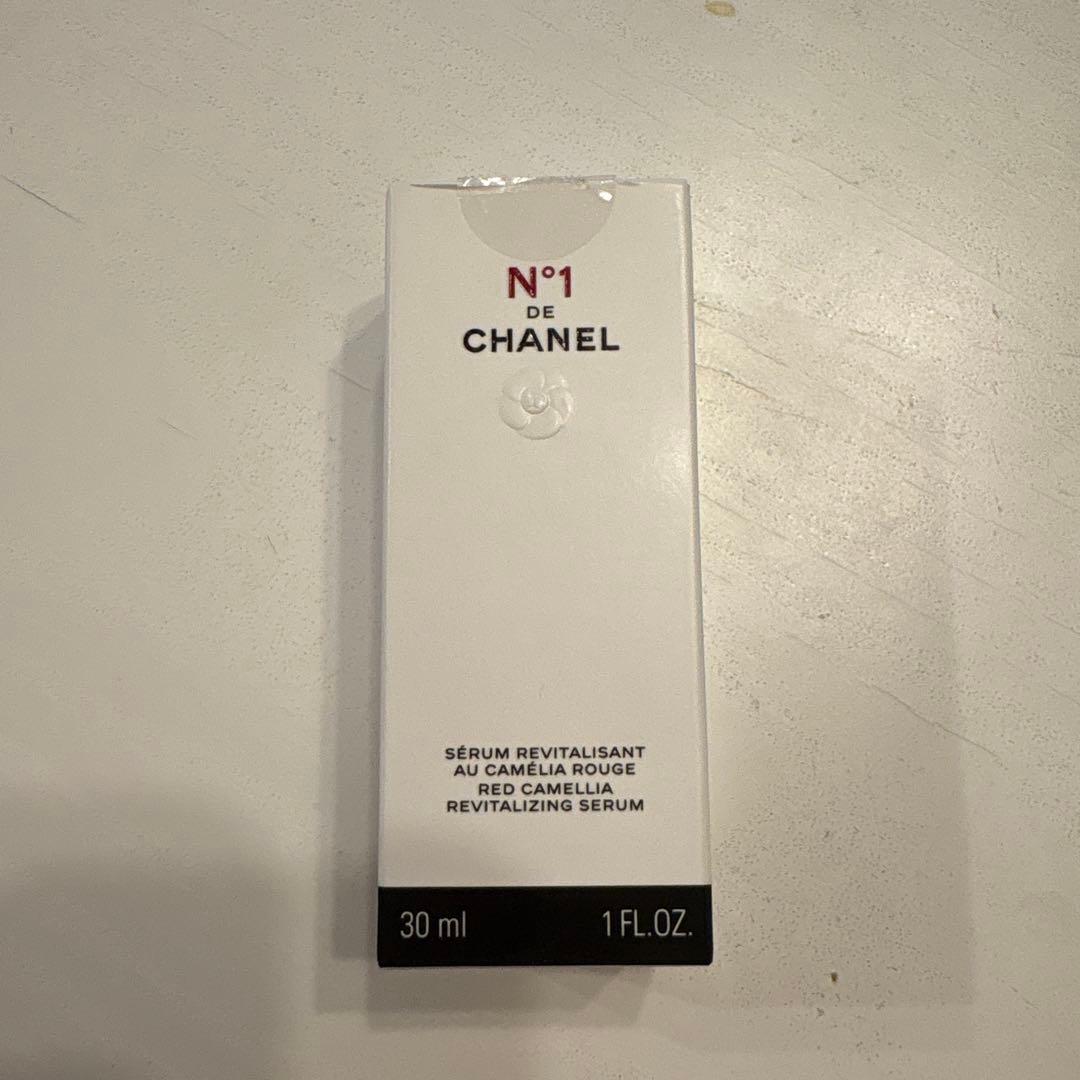 N°1
DE
CHANEL
SÉRUM REVITALISANT
AU CAMÉLIA ROUGE
RED CAMELLIA
REVITALIZING SERUM
30 ml 1 FL.OZ.